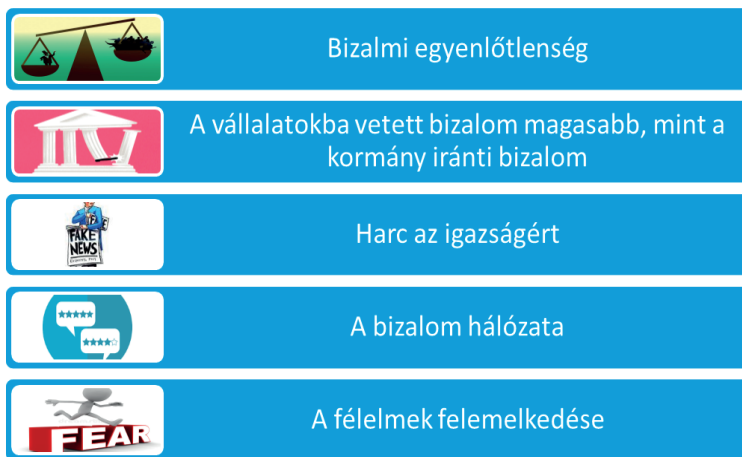 Bizalmi egyenlőtlenség
A vállalatokba vetett bizalom magasabb, mint a
kormány iránti bizalom
FAKE
NEWS
Harc az igazságért
★★★★★
★★★★☆
A bizalom hálózata
FEAR
A félelmek felemelkedése